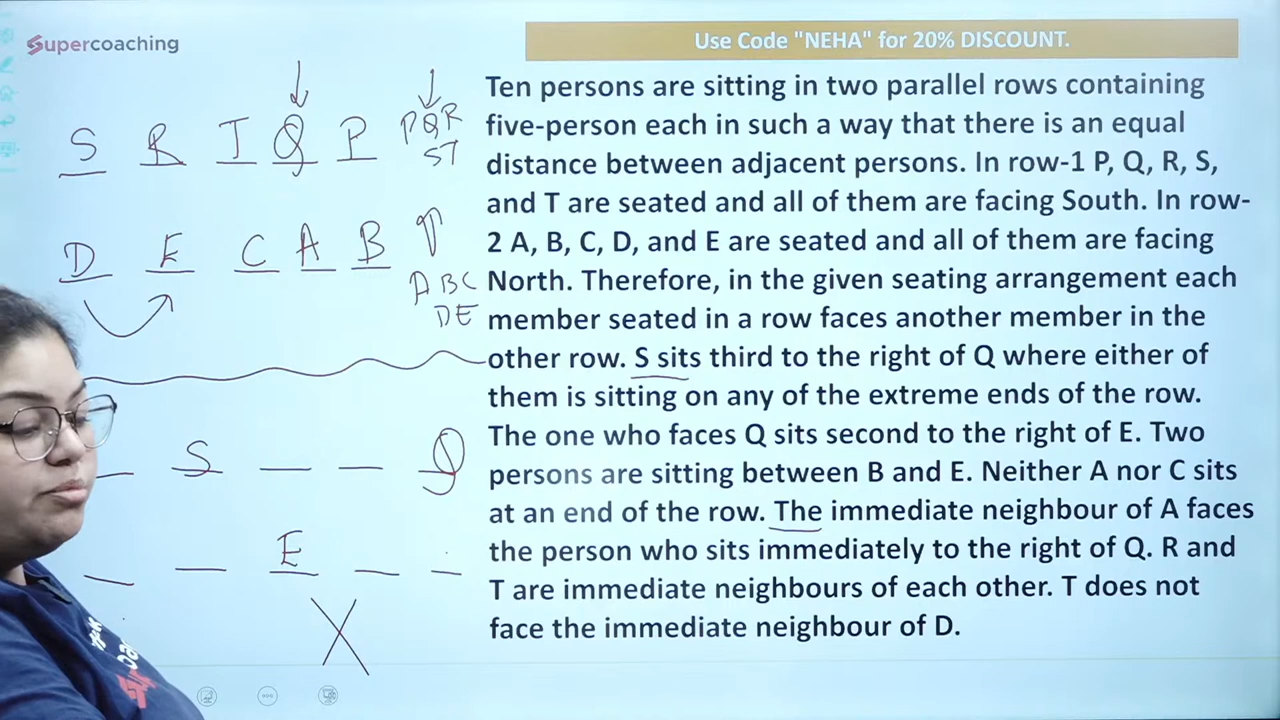 Supercoaching
Use Code "NEHA" for 20% DISCOUNT.
S R T Q P PQR
ST
D E C A B
ABC
DE
S Q
E
X
Ten persons are sitting in two parallel rows containing
five-person each in such a way that there is an equal
distance between adjacent persons. In row-1 P, Q, R, S,
and T are seated and all of them are facing South. In row-
2 A, B, C, D, and E are seated and all of them are facing
North. Therefore, in the given seating arrangement each
member seated in a row faces another member in the
other row. S sits third to the right of Q where either of
them is sitting on any of the extreme ends of the row.
The one who faces Q sits second to the right of E. Two
persons are sitting between B and E. Neither A nor C sits
at an end of the row. The immediate neighbour of A faces
the person who sits immediately to the right of Q. R and
T are immediate neighbours of each other. T does not
face the immediate neighbour of D.